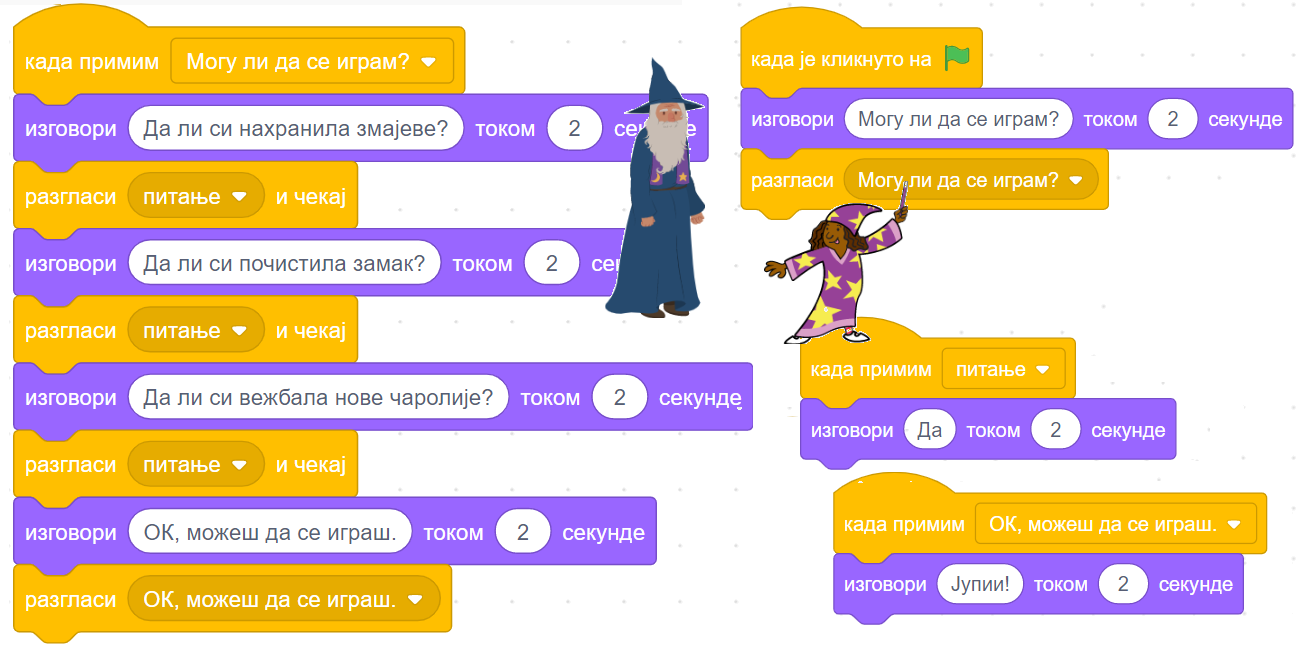 када примим Могу ли да се играм?
изговори Да ли си нахранила змајеве? током 2
разгласи питање и чекај
изговори Да ли си почистила замак? током 2
разгласи питање и чекај
изговори Да ли си вежбала нове чаролије? током 2 секунде
разгласи питање и чекај
изговори ОК, можеш да се играш. током 2 секунде
разгласи ОК, можеш да се играш.
када је кликнуто на
изговори Могу ли да се играм? током 2 секунде
разгласи Могу ли да се играм?
када примим питање
изговори Да током 2 секунде
када примим ОК, можеш да се играш.
изговори Јупии! током 2 секунде